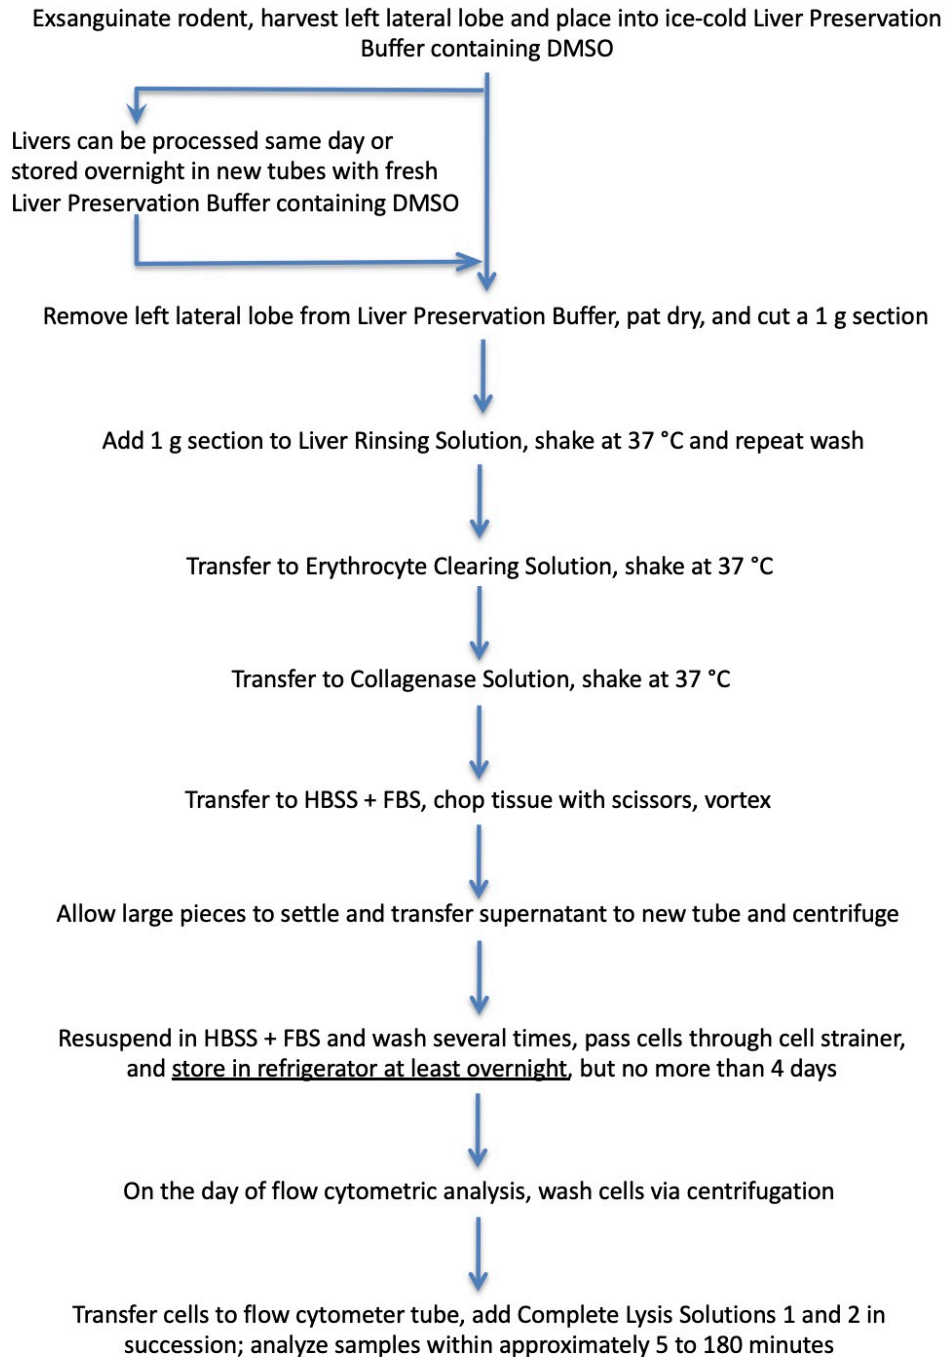 Exsanguinate rodent, harvest left lateral lobe and place into ice-cold Liver Preservation
Buffer containing DMSO
Livers can be processed same day or
stored overnight in new tubes with fresh
Liver Preservation Buffer containing DMSO
Remove left lateral lobe from Liver Preservation Buffer, pat dry, and cut a 1 g section
Add 1 g section to Liver Rinsing Solution, shake at 37 °C and repeat wash
Transfer to Erythrocyte Clearing Solution, shake at 37 °C
Transfer to Collagenase Solution, shake at 37 °C
Transfer to HBSS + FBS, chop tissue with scissors, vortex
Allow large pieces to settle and transfer supernatant to new tube and centrifuge
Resuspend in HBSS + FBS and wash several times, pass cells through cell strainer,
and store in refrigerator at least overnight, but no more than 4 days
On the day of flow cytometric analysis, wash cells via centrifugation
Transfer cells to flow cytometer tube, add Complete Lysis Solutions 1 and 2 in
succession; analyze samples within approximately 5 to 180 minutes